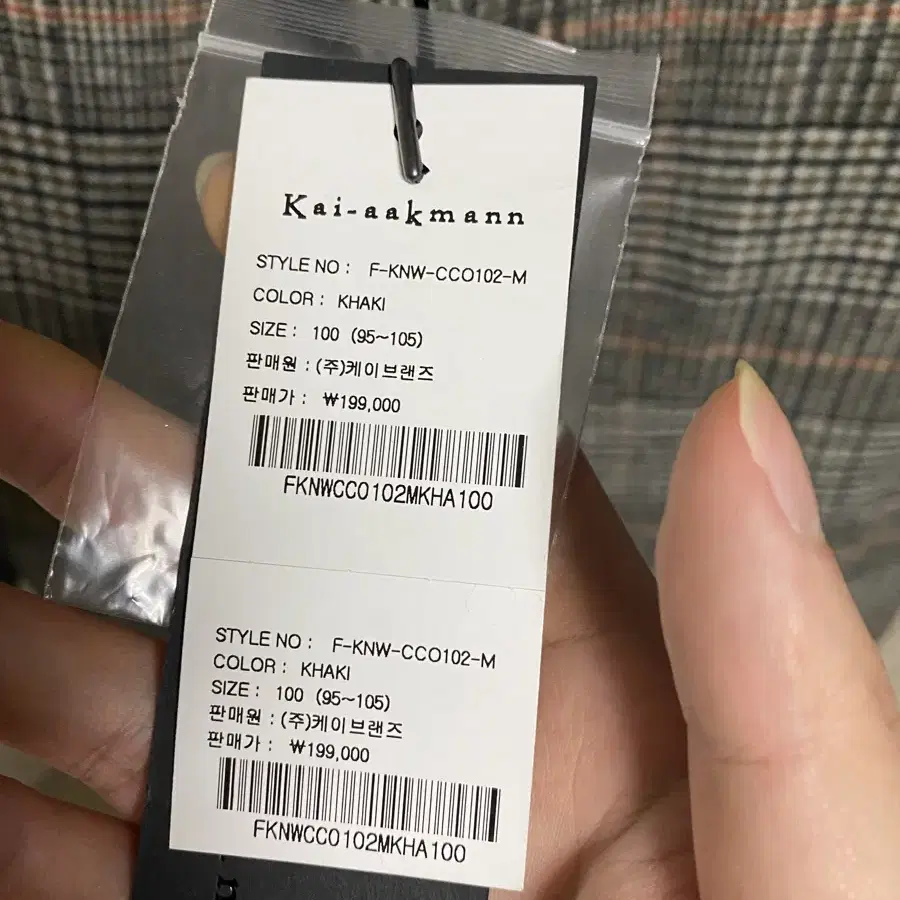 Kai-aakmann
STYLE NO : F-KNW-CCO102-M
COLOR : KHAKI
SIZE : 100 (95~105)
판매원 : (주)케이브랜즈
판매가 : ₩199,000
FKNWCCO102MKHA100
STYLE NO : F-KNW-CCO102-M
COLOR : KHAKI
SIZE : 100 (95~105)
판매원 : (주)케이브랜즈
판매가 : ₩199,000
FKNWCCO102MKHA100
n